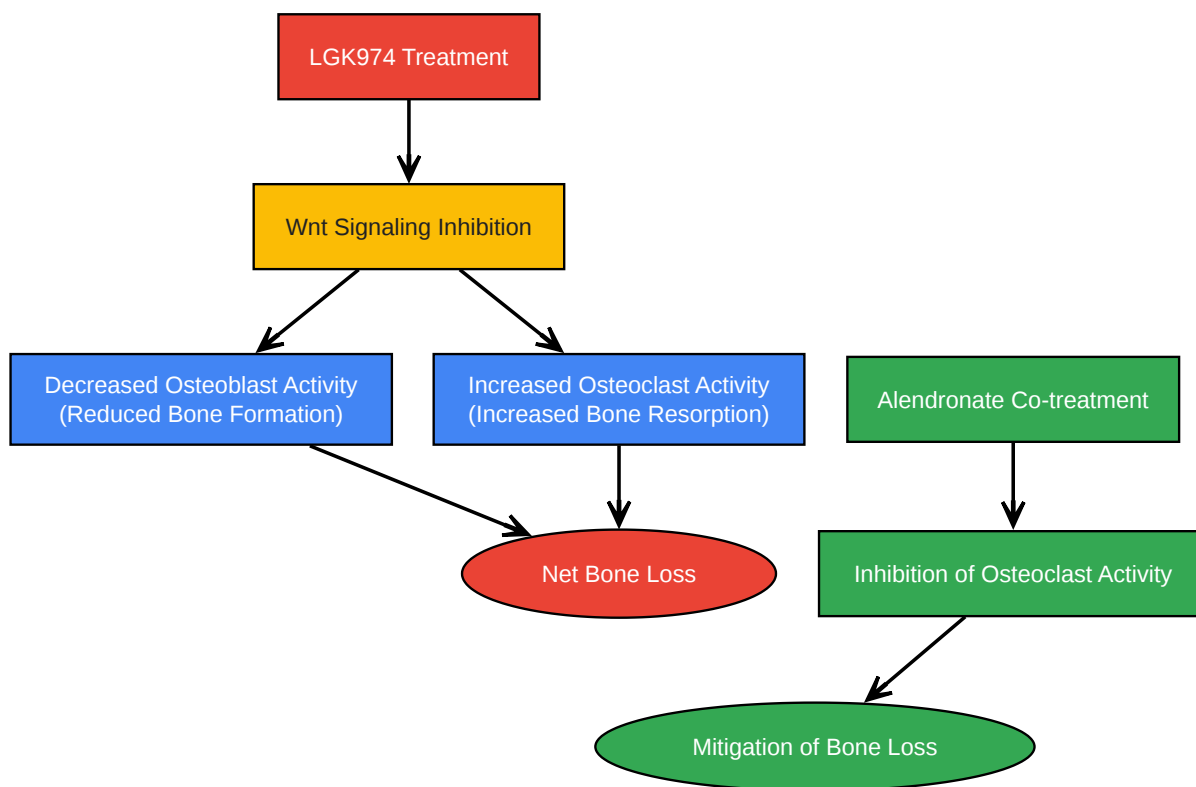 LGK974 Treatment
Wnt Signaling Inhibition
Decreased Osteoblast Activity
(Reduced Bone Formation)
Increased Osteoclast Activity
(Increased Bone Resorption)
Alendronate Co-treatment
Net Bone Loss
Inhibition of Osteoclast Activity
Mitigation of Bone Loss